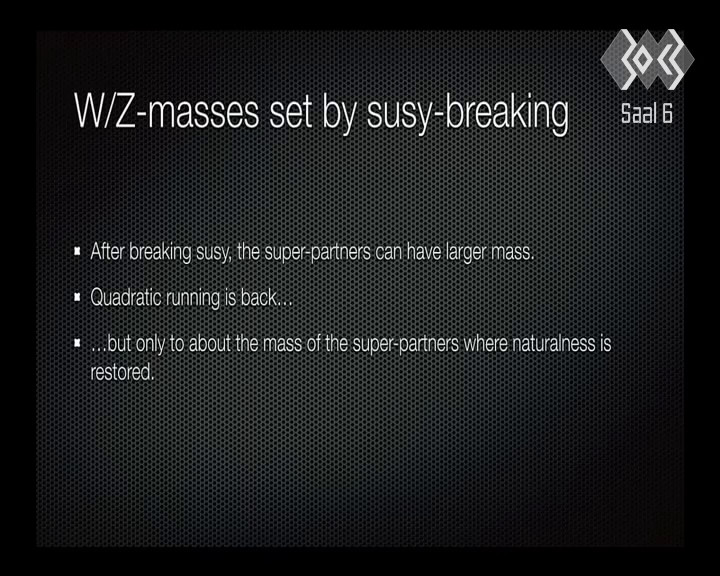 W/Z-masses set by susy-breaking
Saal 6
After breaking susy, the super-partners can have larger mass.
Quadratic running is back…
…but only to about the mass of the super-partners where naturalness is
restored.